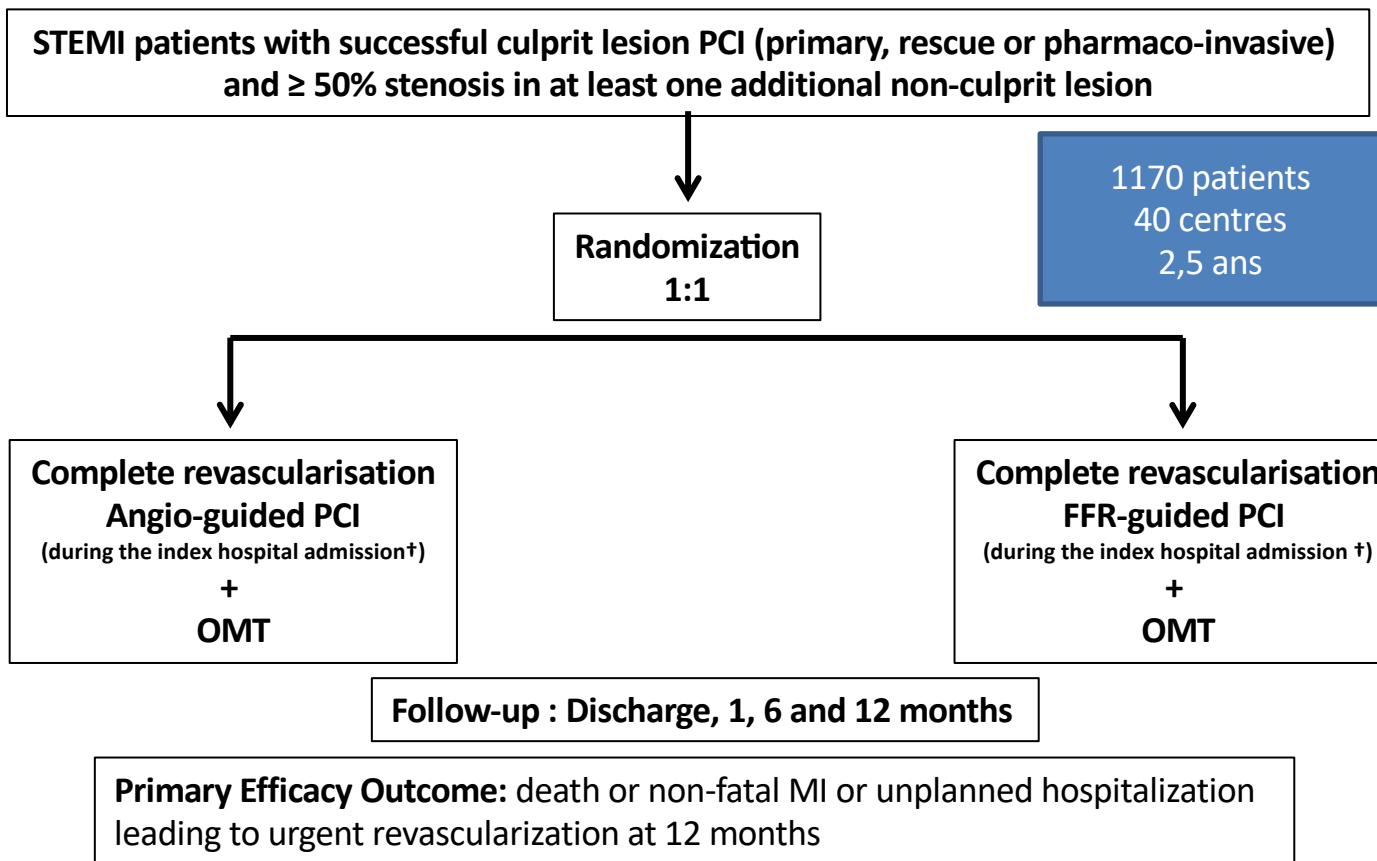 STEMI patients with successful culprit lesion PCI (primary, rescue or pharmaco-invasive)
and ≥ 50% stenosis in at least one additional non-culprit lesion
1170 patients
40 centres
2,5 ans
Randomization
1:1
Complete revascularisation
Angio-guided PCI
(during the index hospital admission†)
+
OMT
Complete revascularisation
FFR-guided PCI
(during the index hospital admission †)
+
OMT
Follow-up : Discharge, 1, 6 and 12 months
Primary Efficacy Outcome: death or non-fatal MI or unplanned hospitalization
leading to urgent revascularization at 12 months